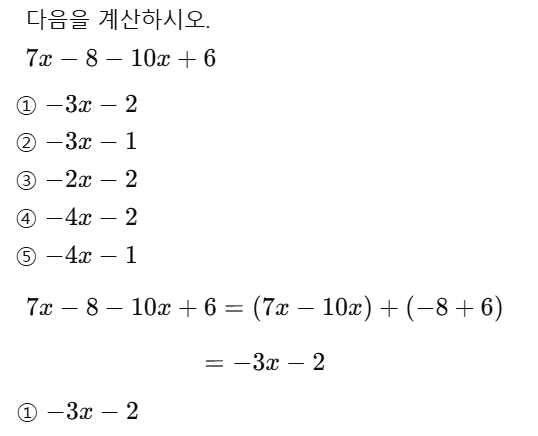 다음을 계산하시오.
7x − 8 − 10x + 6
① −3x − 2
② −3x − 1
③ −2x − 2
④ −4x − 2
⑤ −4x − 1
7x − 8 − 10x + 6 = (7x − 10x) + (−8 + 6)
= −3x − 2
① −3x − 2